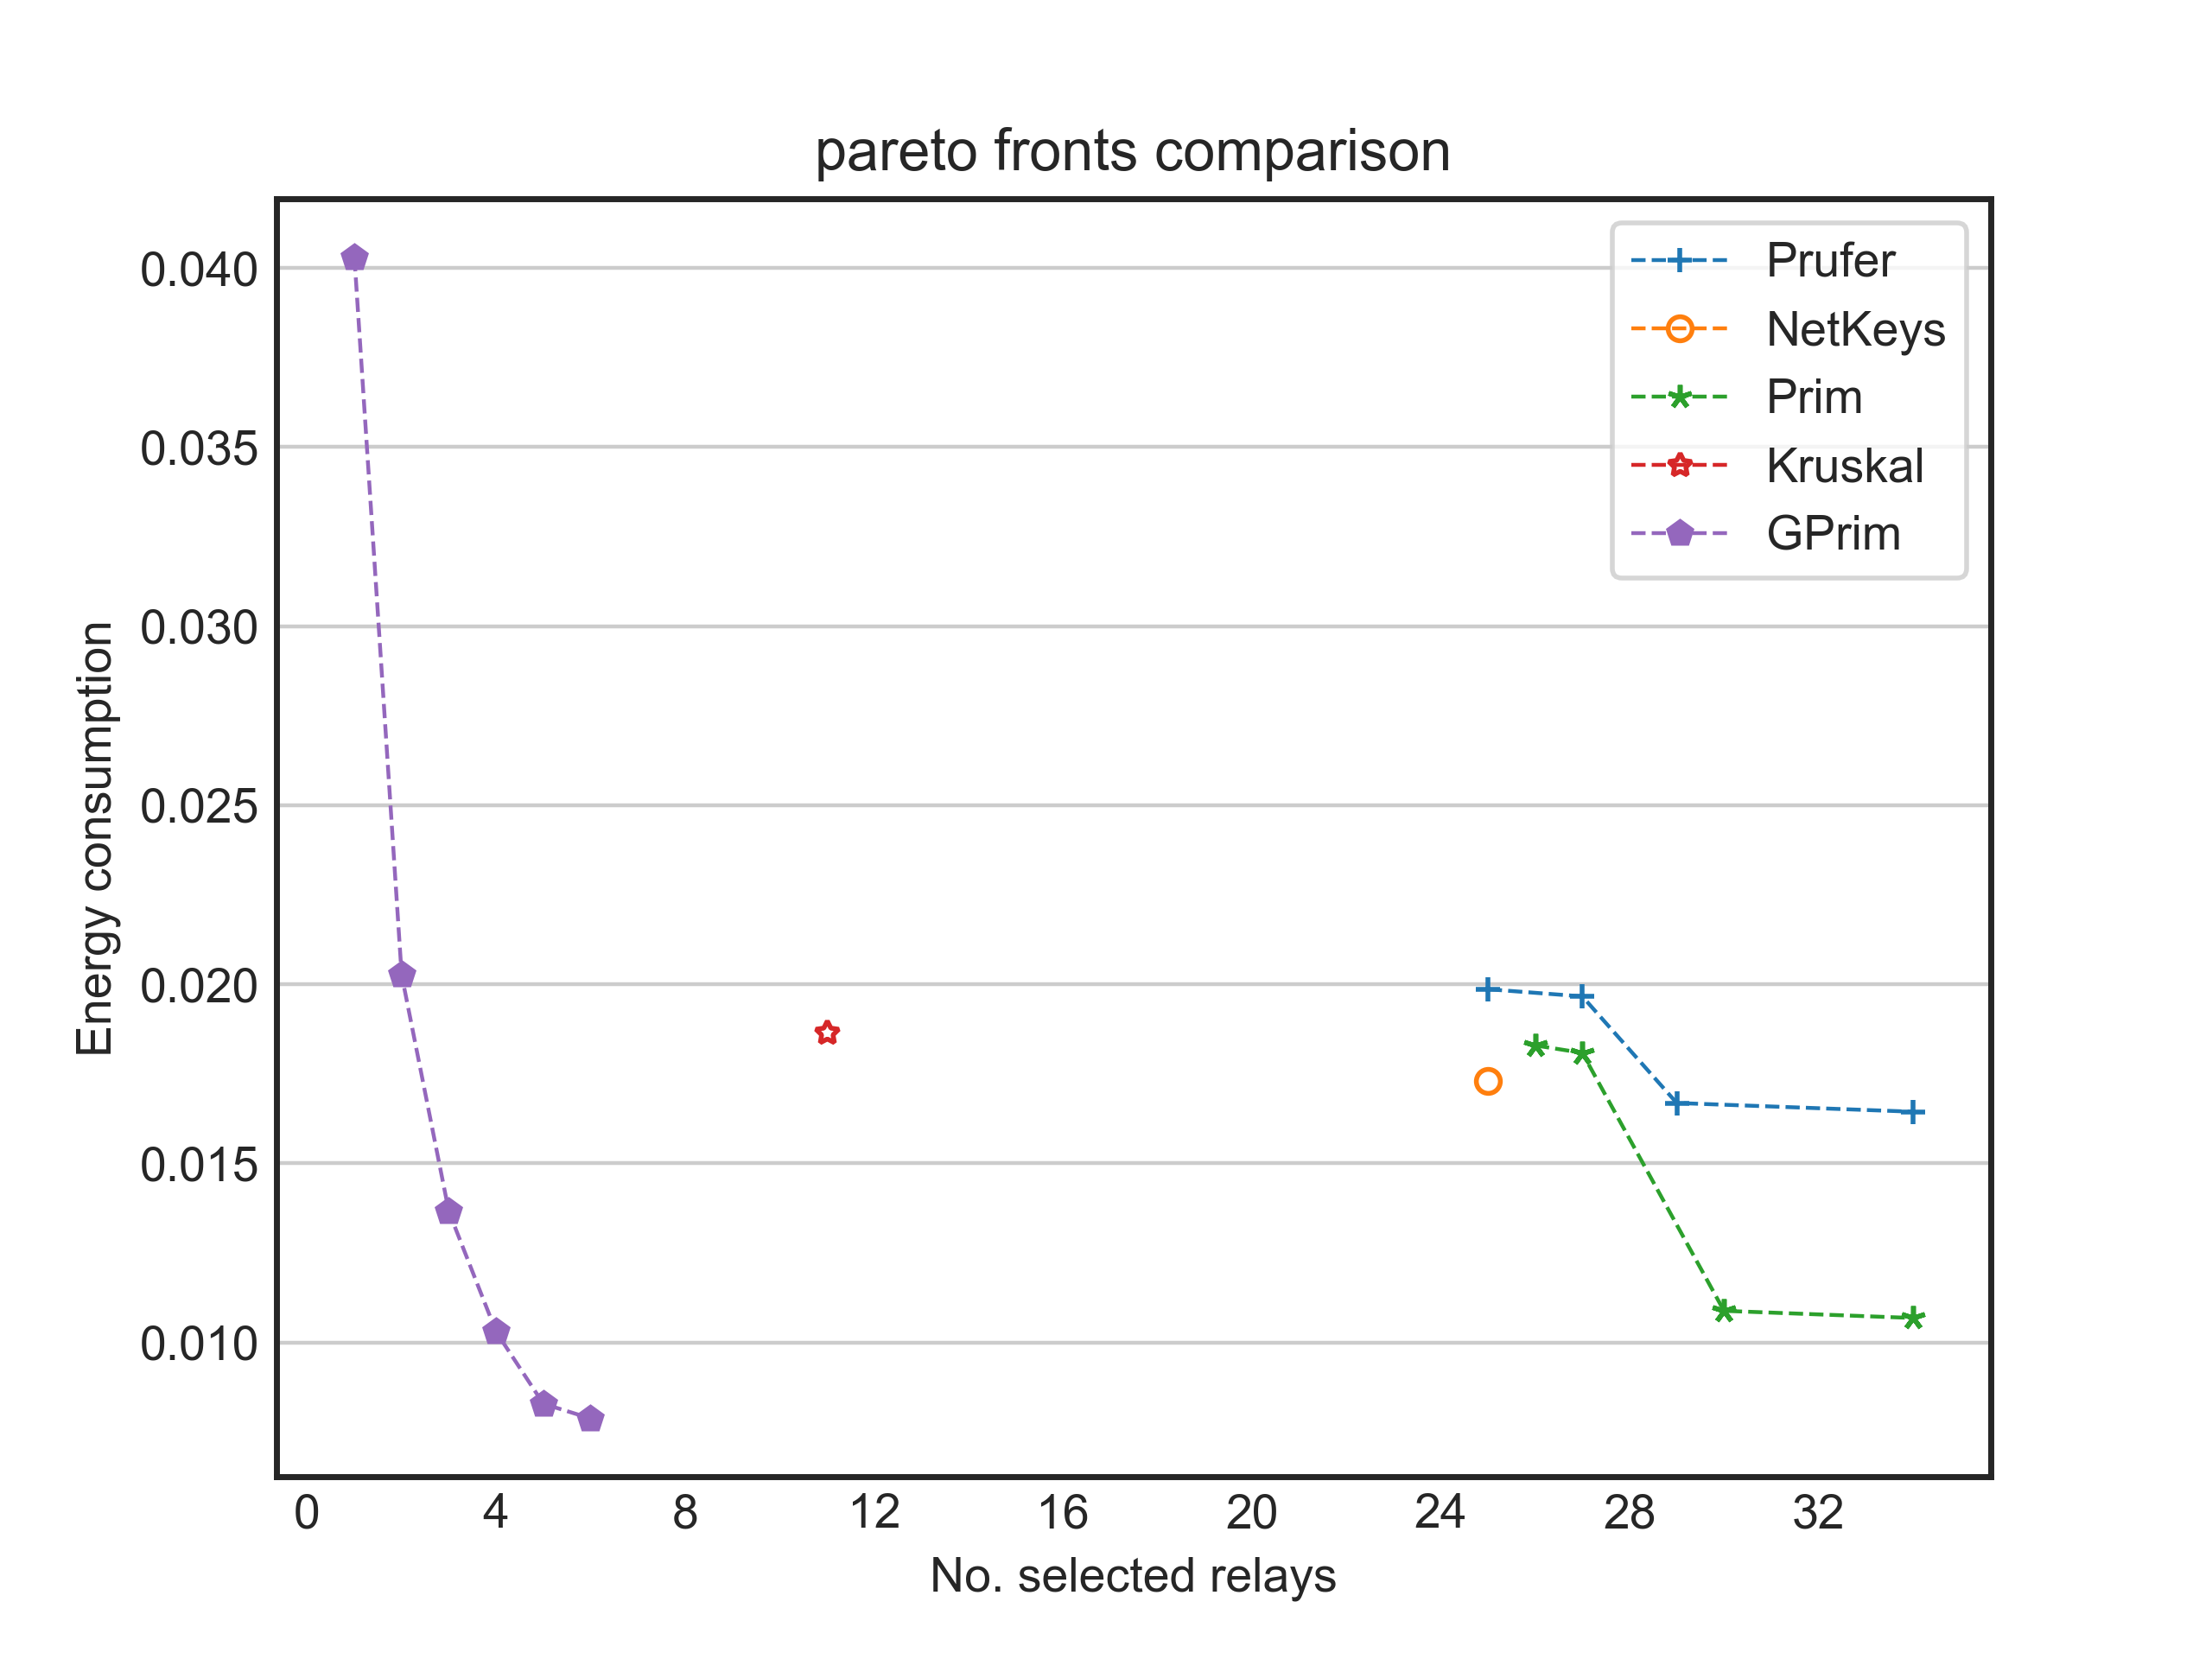 pareto fronts comparison
0.040
0.035
0.030
0.025
0.020
0.015
0.010
Energy consumption
Prufer
NetKeys
Prim
Kruskal
GPrim
0 4 8 12 16 20 24 28 32
No. selected relays